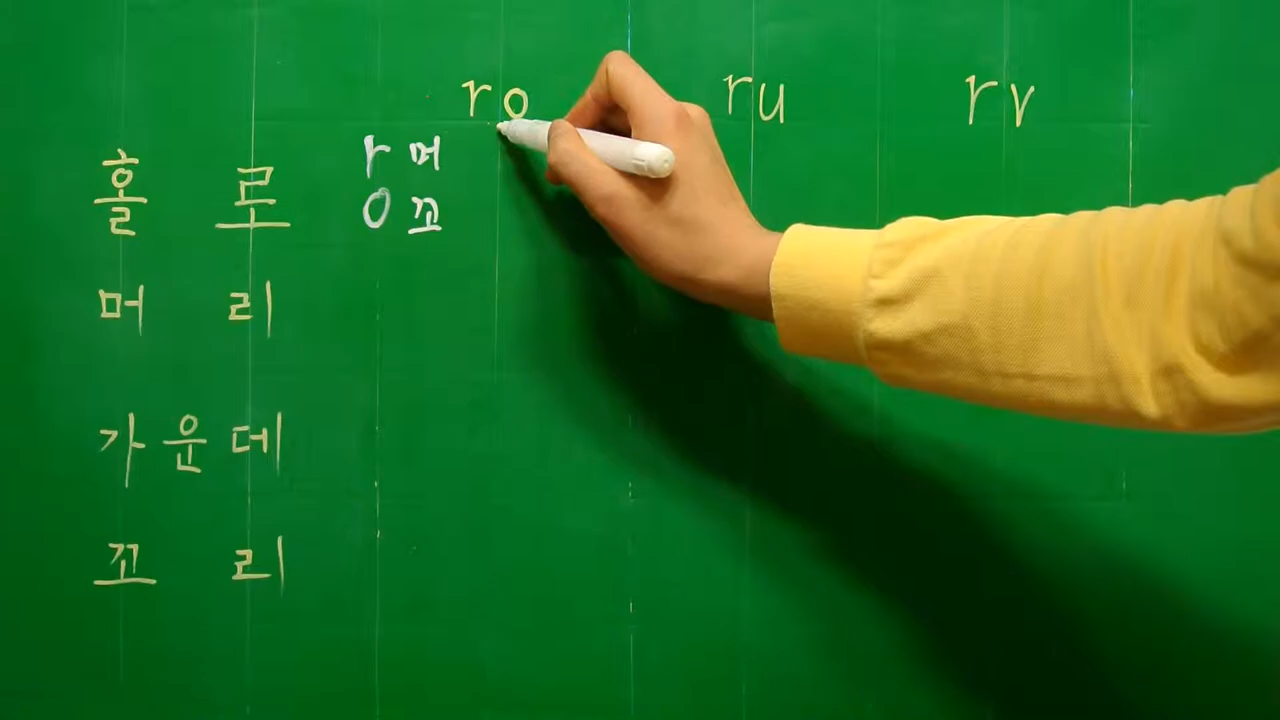 ro ru rv
r 머
홀로 o 꼬
머리
가운데
꼬리